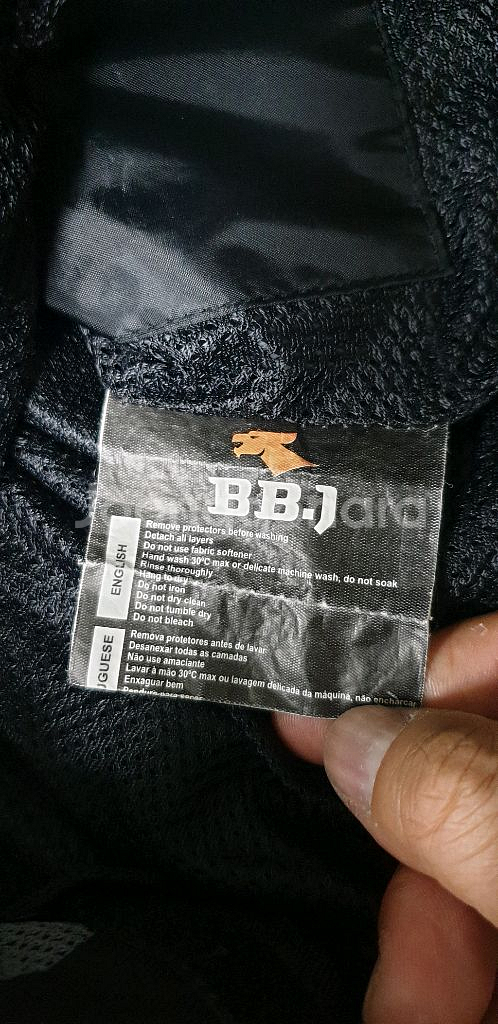 BB.J
ENGLISH
Remove protectors before washing
Detach all layers
Do not use fabric softener
Hand wash 30°C max or delicate machine wash, do not soak
Rinse thoroughly
Hang to dry
Do not iron
Do not dry clean
Do not tumble dry
Do not bleach
UGUESE
Remova protetores antes de lavar
Desanexar todas as camadas
Não use amaciante
Lavar à mão 30ºC max ou lavagem delicada da máquina, não encharcar
Enxaguar bem